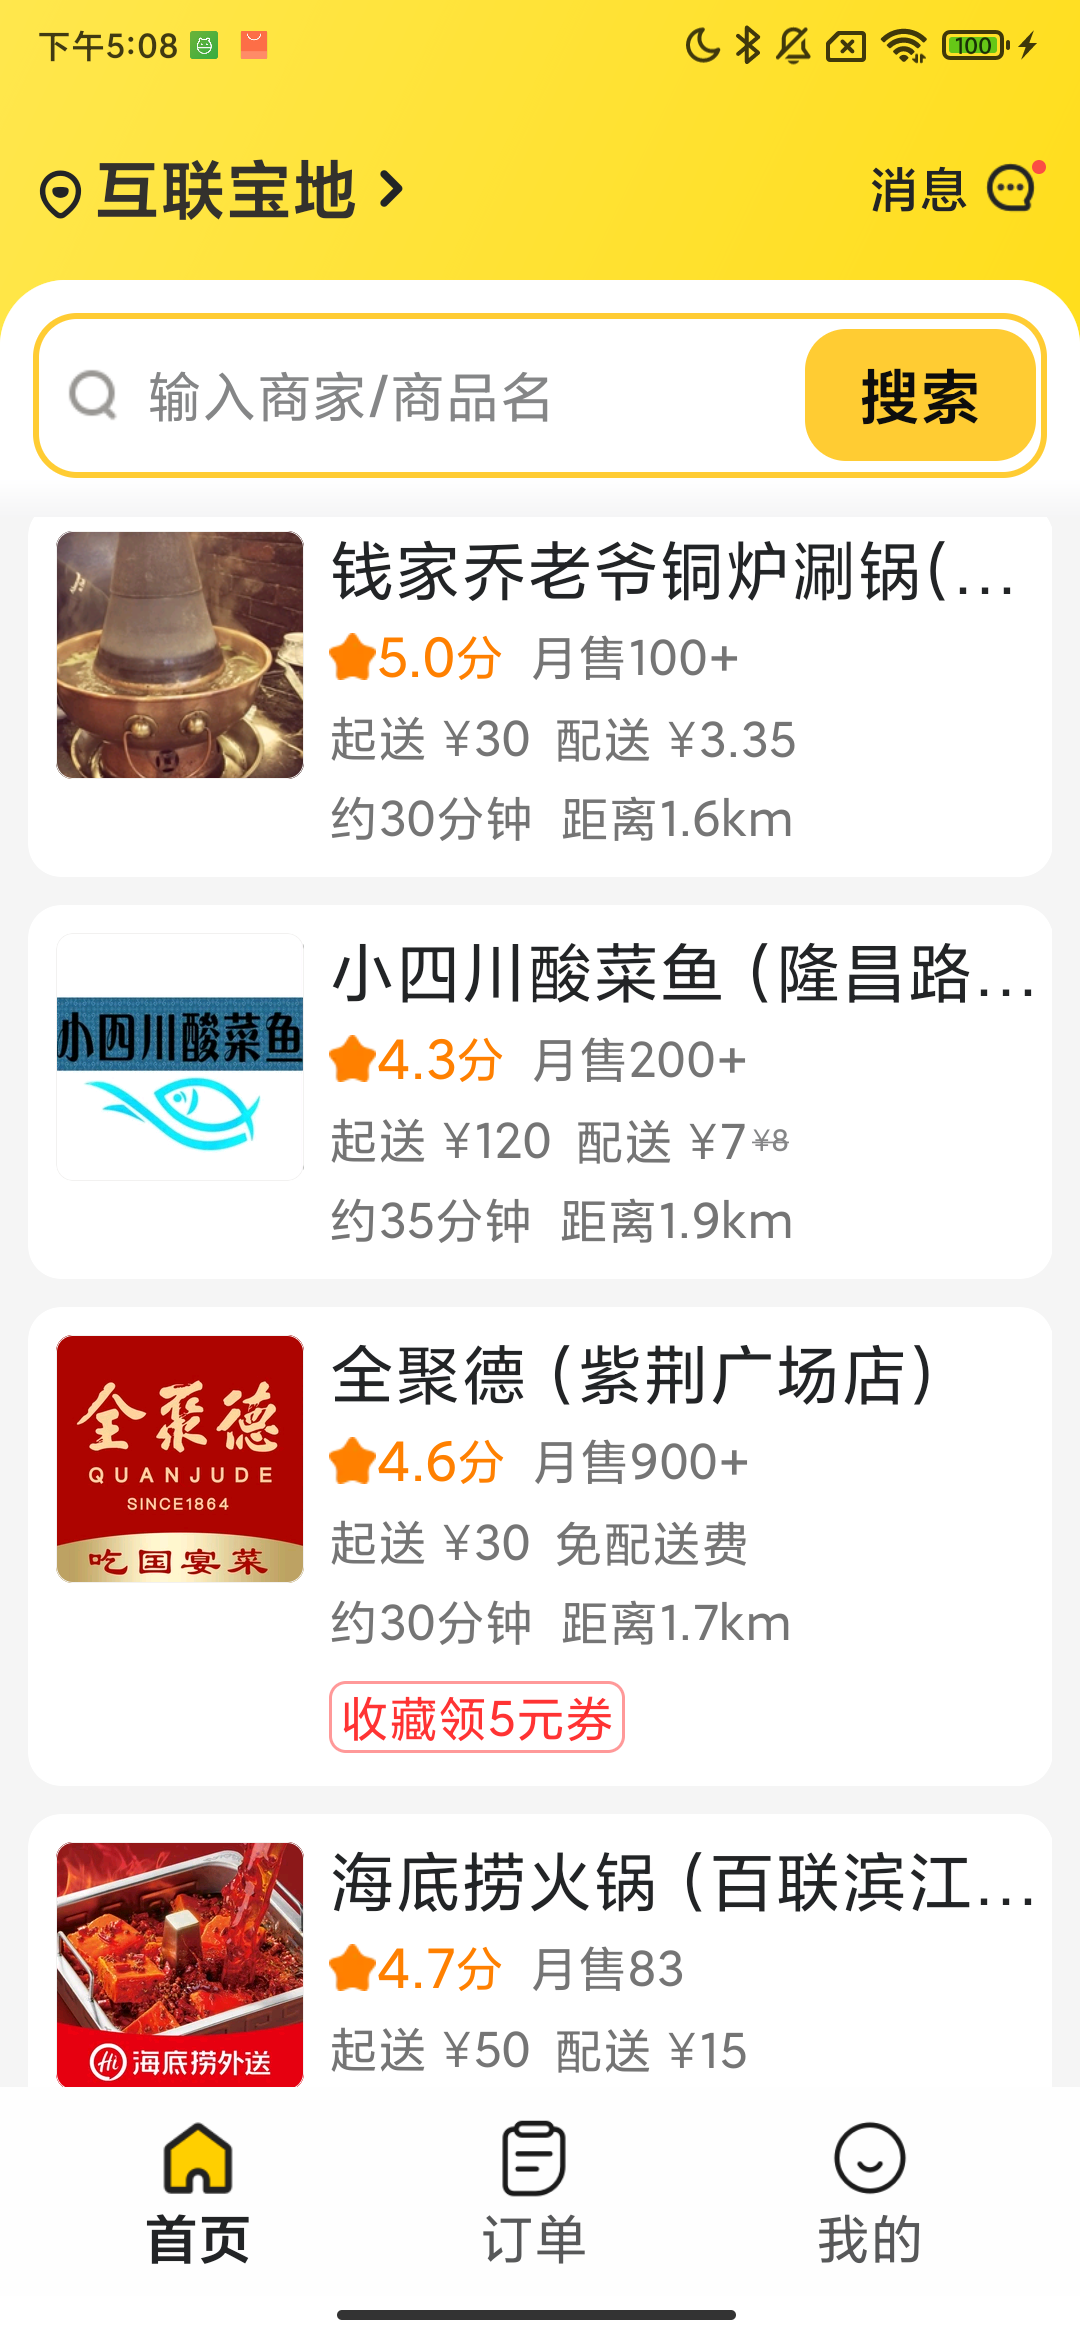 下午5:08
100
互联宝地
消息
输入商家/商品名
搜索
钱家乔老爷铜炉涮锅(...
5.0分 月售100+
起送 ¥30 配送 ¥3.35
约30分钟 距离1.6km
小四川酸菜鱼
小四川酸菜鱼（隆昌路...
4.3分 月售200+
起送 ¥120 配送 ¥7 ¥8
约35分钟 距离1.9km
全聚德
QUANJUDE
SINCE1864
吃国宴菜
全聚德（紫荆广场店）
4.6分 月售900+
起送 ¥30 免配送费
约30分钟 距离1.7km
收藏领5元券
Hi 海底捞外送
海底捞火锅（百联滨江...
4.7分 月售83
起送 ¥50 配送 ¥15
首页
订单
我的